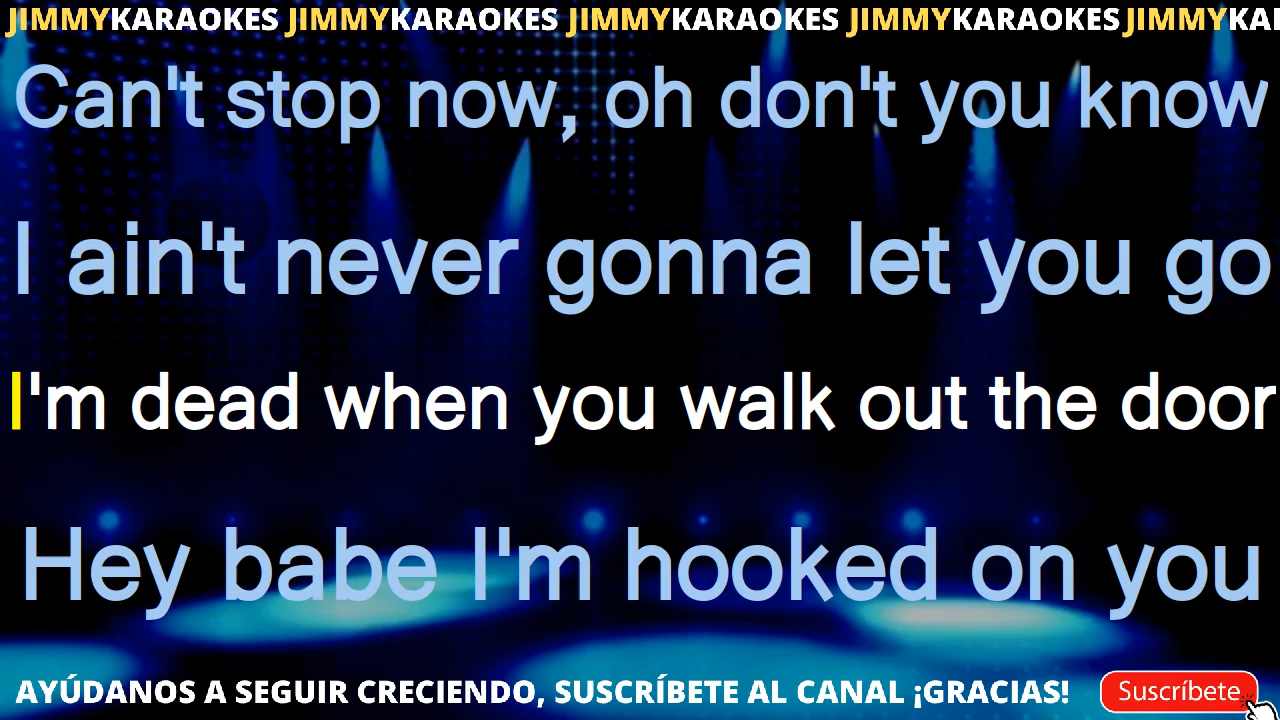 JIMMYKARAOKES JIMMYKARAOKES JIMMYKARAOKES JIMMYKARAOKES JIMMYKA
Can't stop now, oh don't you know
I ain't never gonna let you go
I'm dead when you walk out the door
Hey babe I'm hooked on you
AYÚDANOS A SEGUIR CRECIENDO, SUSCRÍBETE AL CANAL ¡GRACIAS!
Suscríbete